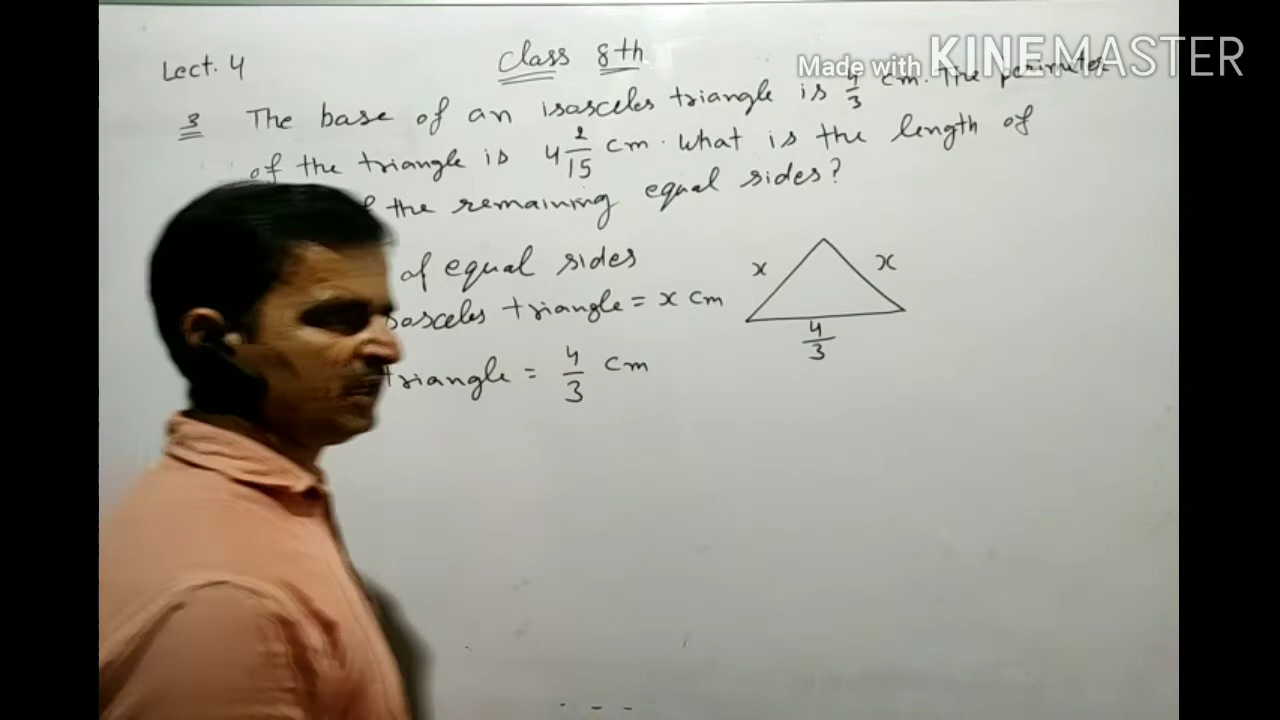 Made with KINEMASTER
Lect. 4
Class 8th
3 The base of an isasceles triangle is 4/3 cm. The perimeter
of the triangle is 4 2/15 cm. What is the length of
the remaining equal sides?
of equal sides
triangle = x cm
triangle = 4/3 cm
x
x
4/3